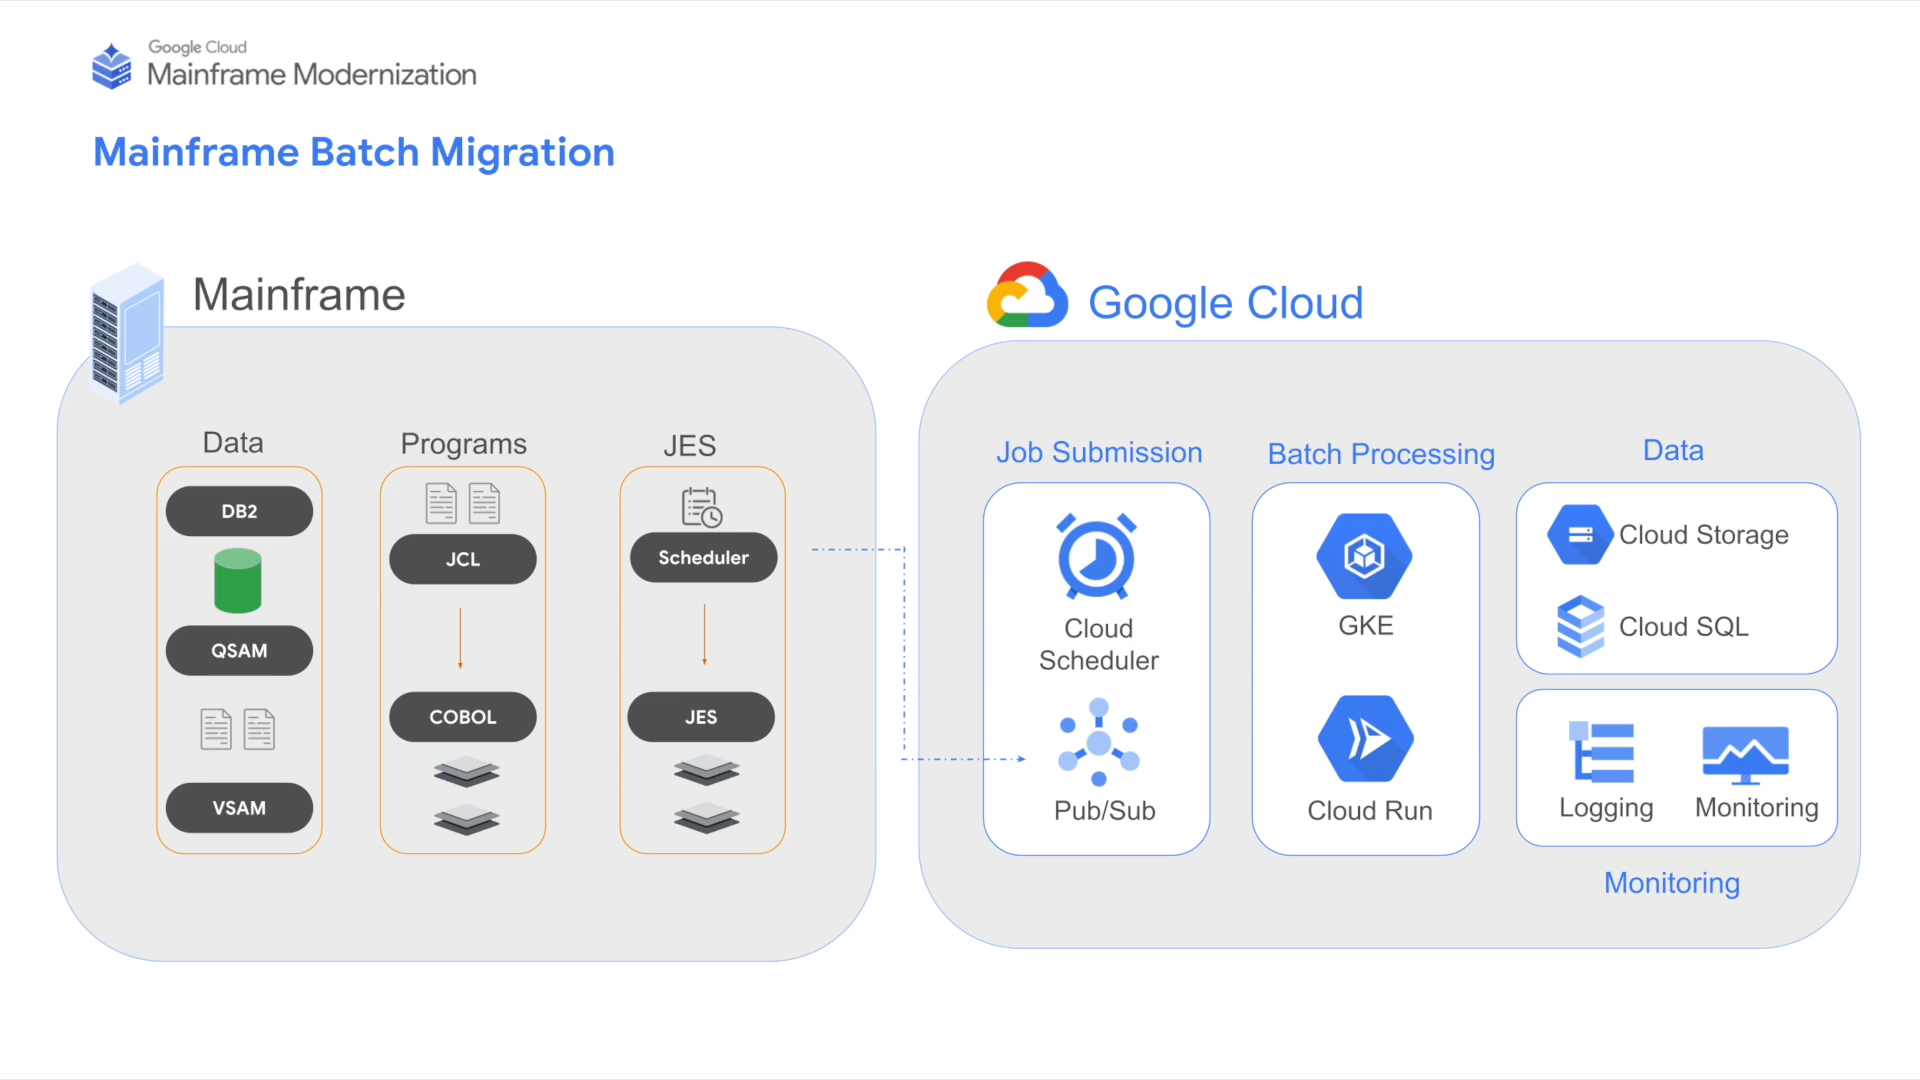 Google Cloud
Mainframe Modernization
Mainframe Batch Migration
Mainframe
Data
DB2
QSAM
VSAM
Programs
JCL
COBOL
JES
Scheduler
JES
Google Cloud
Job Submission
Cloud
Scheduler
Pub/Sub
Batch Processing
GKE
Cloud Run
Data
Cloud Storage
Cloud SQL
Logging
Monitoring
Monitoring